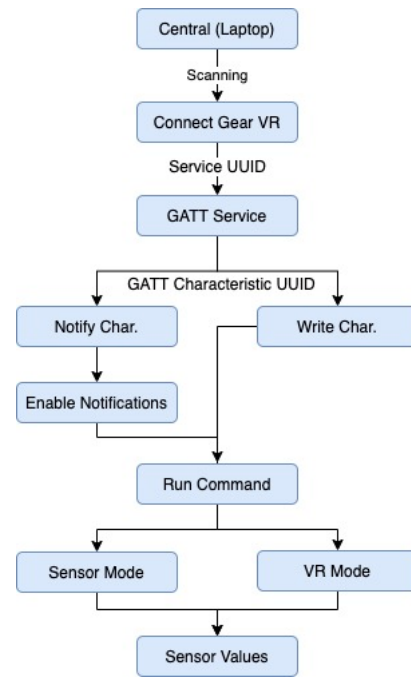 Central (Laptop)
Scanning
Connect Gear VR
Service UUID
GATT Service
GATT Characteristic UUID
Notify Char.
Write Char.
Enable Notifications
Run Command
Sensor Mode
VR Mode
Sensor Values